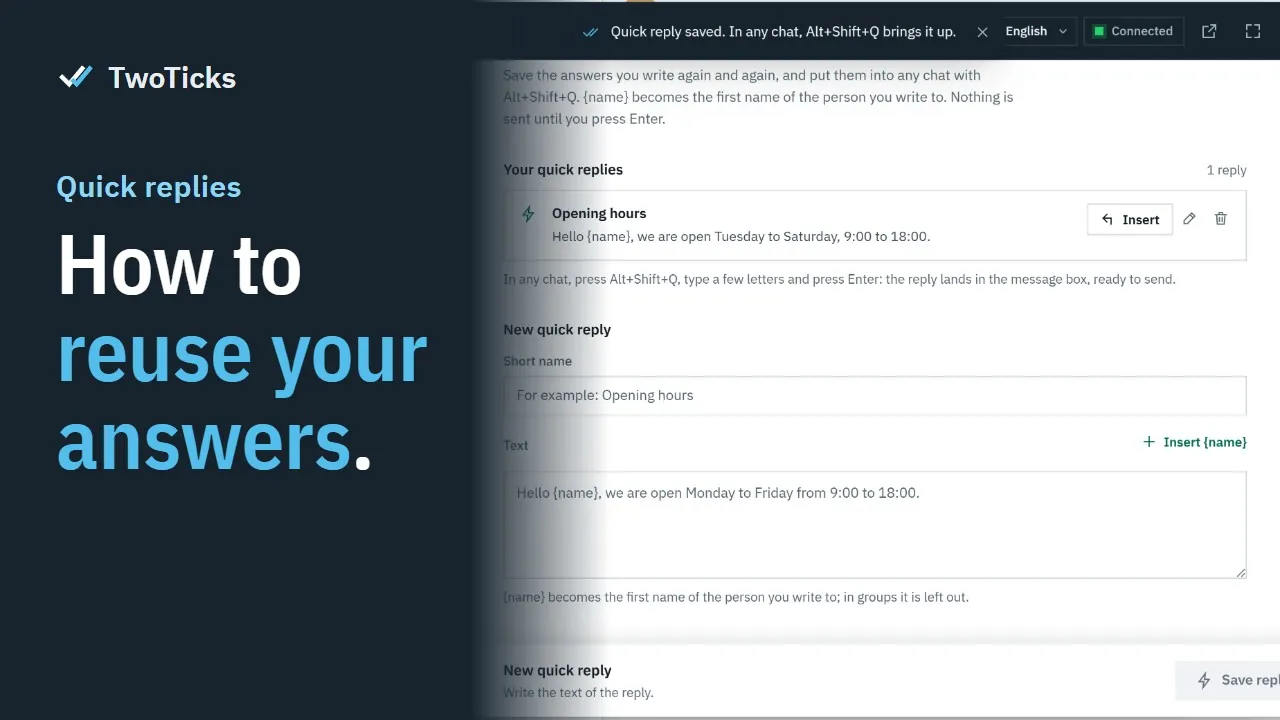 TwoTicks
Quick replies
How to
reuse your
answers.
Quick reply saved. In any chat, Alt+Shift+Q brings it up.
English
Connected
Save the answers you write again and again, and put them into any chat with
Alt+Shift+Q. {name} becomes the first name of the person you write to. Nothing is
sent until you press Enter.
Your quick replies
1 reply
Opening hours
Hello {name}, we are open Tuesday to Saturday, 9:00 to 18:00.
Insert
In any chat, press Alt+Shift+Q, type a few letters and press Enter: the reply lands in the message box, ready to send.
New quick reply
Short name
For example: Opening hours
Text
Insert {name}
Hello {name}, we are open Monday to Friday from 9:00 to 18:00.
{name} becomes the first name of the person you write to; in groups it is left out.
New quick reply
Write the text of the reply.
Save repl